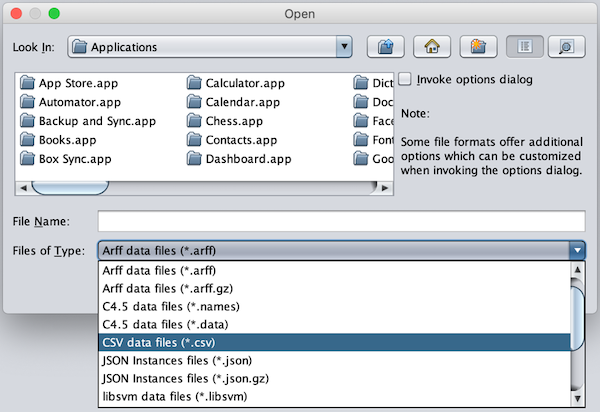 Open
Look In: Applications
App Store.app Calculator.app Dict
Automator.app Calendar.app Doc
Backup and Sync.app Chess.app Face
Books.app Contacts.app Font
Box Sync.app Dashboard.app Goo
Invoke options dialog
Note:
Some file formats offer additional
options which can be customized
when invoking the options dialog.
File Name:
Files of Type: Arff data files (*.arff)
Arff data files (*.arff)
Arff data files (*.arff.gz)
C4.5 data files (*.names)
C4.5 data files (*.data)
CSV data files (*.csv)
JSON Instances files (*.json)
JSON Instances files (*.json.gz)
libsvm data files (*.libsvm)